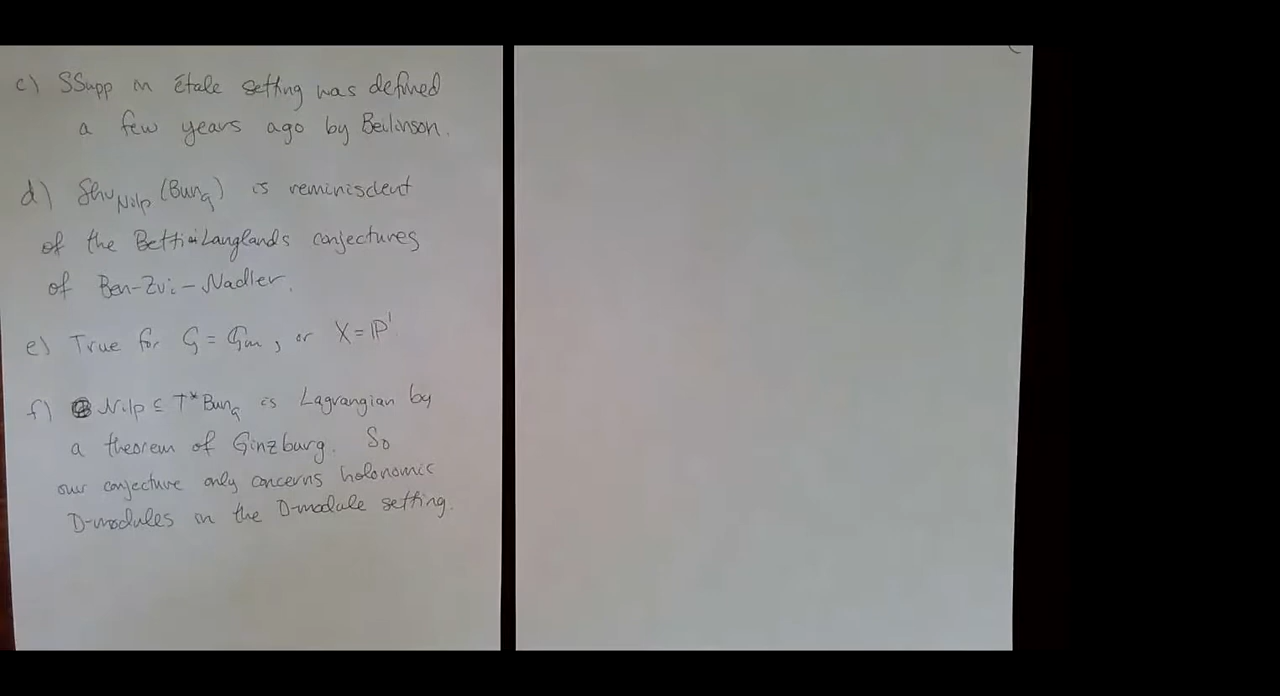 c) SSupp in étale setting was defined
a few years ago by Beilinson.
d) Shv_Nilp (Bun_G) is reminiscent
of the Betti Langlands conjectures
of Ben-Zvi - Nadler.
e) True for G = Gm, or X = ℙ¹
f) Nilp ⊆ T*Bun_G is Lagrangian by
a theorem of Ginzburg. So
our conjecture only concerns holonomic
D-modules in the D-module setting.